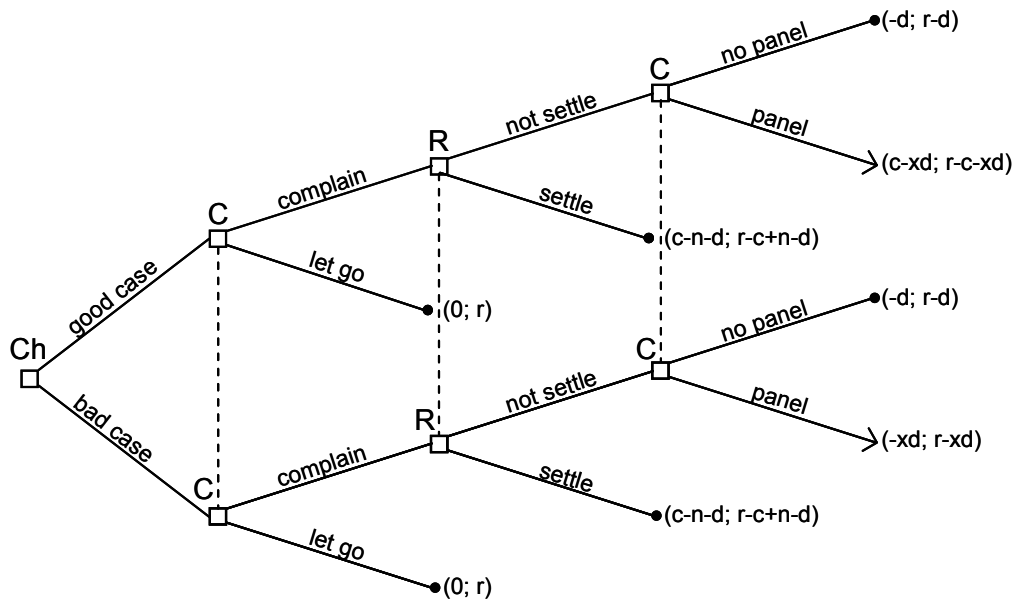 no panel
(-d; r-d)
C
not settle
panel
R
(c-xd; r-c-xd)
complain
settle
C
(c-n-d; r-c+n-d)
let go
good case
(0; r)
no panel
(-d; r-d)
Ch
C
not settle
panel
bad case
R
(-xd; r-xd)
complain
settle
C
(c-n-d; r-c+n-d)
let go
(0; r)